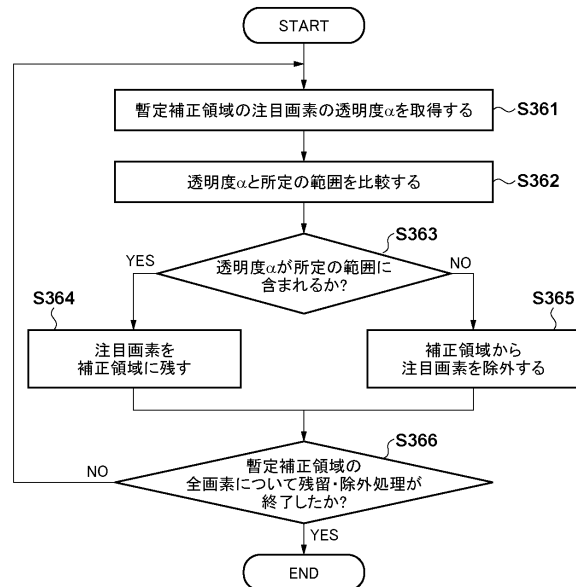 START
暫定補正領域の注目画素の透明度αを取得する
S361
透明度αと所定の範囲を比較する
S362
S363
透明度αが所定の範囲に
含まれるか?
YES
NO
S364
注目画素を
補正領域に残す
S365
補正領域から
注目画素を除外する
S366
暫定補正領域の
全画素について残留・除外処理が
終了したか?
NO
YES
END